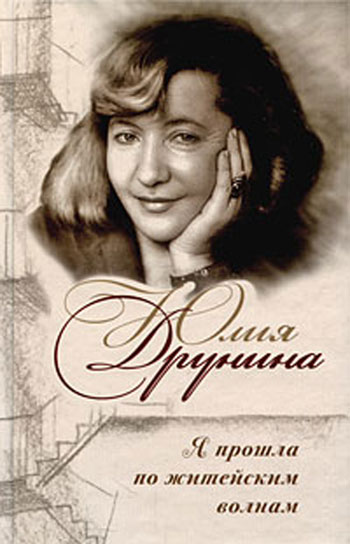 Юлия
Друнина
Я прошла
по житейским
волнам